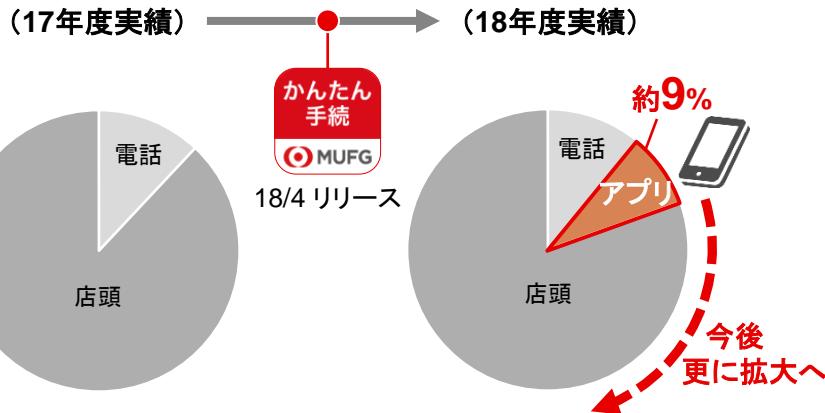 （17年度実績）
（18年度実績）
かんたん
手続
MUFG
18/4 リリース
電話
店頭
約9%
電話
アプリ
店頭
今後
更に拡大へ